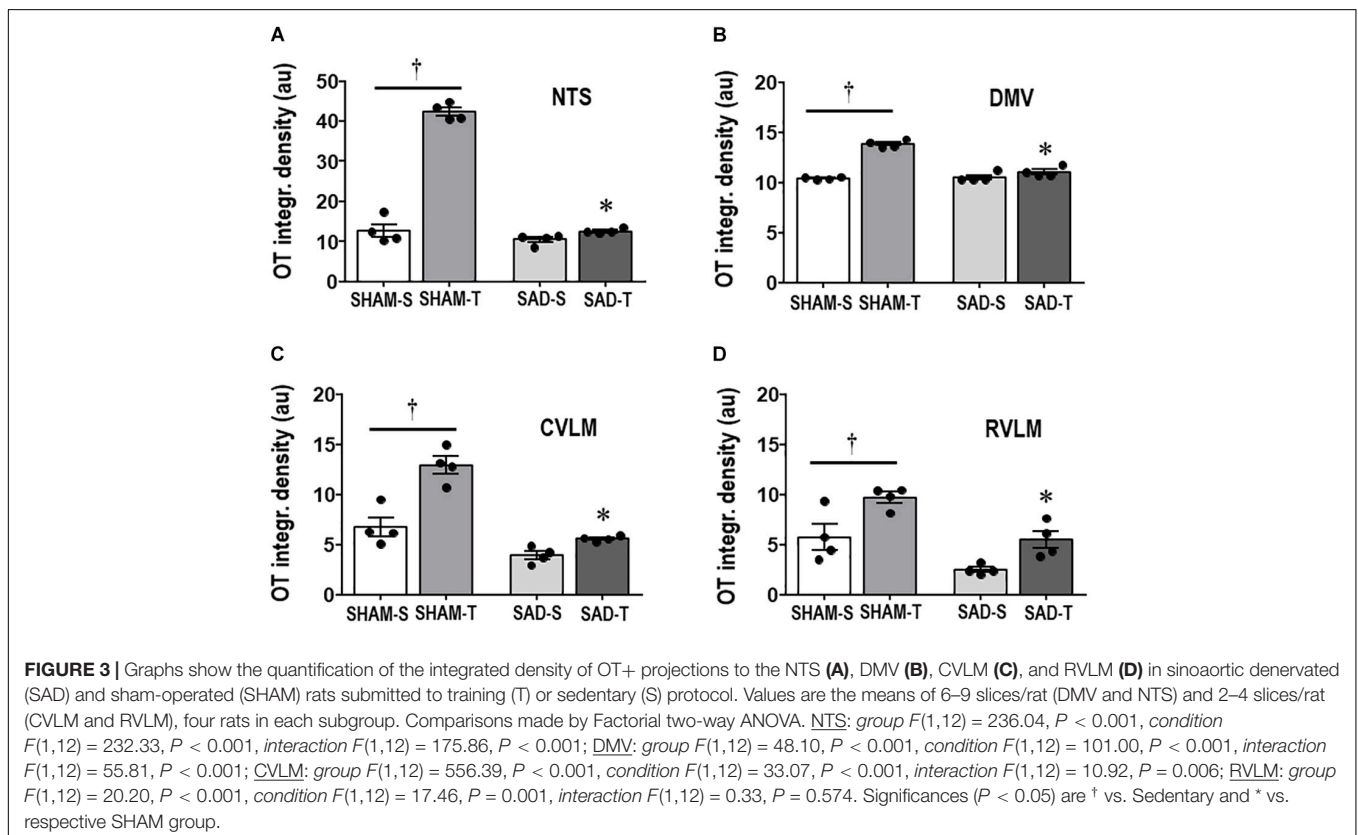 A
†
OT integr. density (au)
50
40
30
20
10
0
NTS
*
SHAM-S SHAM-T SAD-S SAD-T
B
†
OT integr. density (au)
20
15
10
5
0
DMV
*
SHAM-S SHAM-T SAD-S SAD-T
C
†
OT integr. density (au)
20
15
10
5
0
CVLM
*
SHAM-S SHAM-T SAD-S SAD-T
D
†
OT integr. density (au)
20
15
10
5
0
RVLM
*
SHAM-S SHAM-T SAD-S SAD-T
FIGURE 3 | Graphs show the quantification of the integrated density of OT+ projections to the NTS (A), DMV (B), CVLM (C), and RVLM (D) in sinoaortic denervated
(SAD) and sham-operated (SHAM) rats submitted to training (T) or sedentary (S) protocol. Values are the means of 6–9 slices/rat (DMV and NTS) and 2–4 slices/rat
(CVLM and RVLM), four rats in each subgroup. Comparisons made by Factorial two-way ANOVA. NTS: group F(1,12) = 236.04, P < 0.001, condition
F(1,12) = 232.33, P < 0.001, interaction F(1,12) = 175.86, P < 0.001; DMV: group F(1,12) = 48.10, P < 0.001, condition F(1,12) = 101.00, P < 0.001, interaction
F(1,12) = 55.81, P < 0.001; CVLM: group F(1,12) = 556.39, P < 0.001, condition F(1,12) = 33.07, P < 0.001, interaction F(1,12) = 10.92, P = 0.006; RVLM: group
F(1,12) = 20.20, P < 0.001, condition F(1,12) = 17.46, P = 0.001, interaction F(1,12) = 0.33, P = 0.574. Significances (P < 0.05) are † vs. Sedentary and * vs.
respective SHAM group.